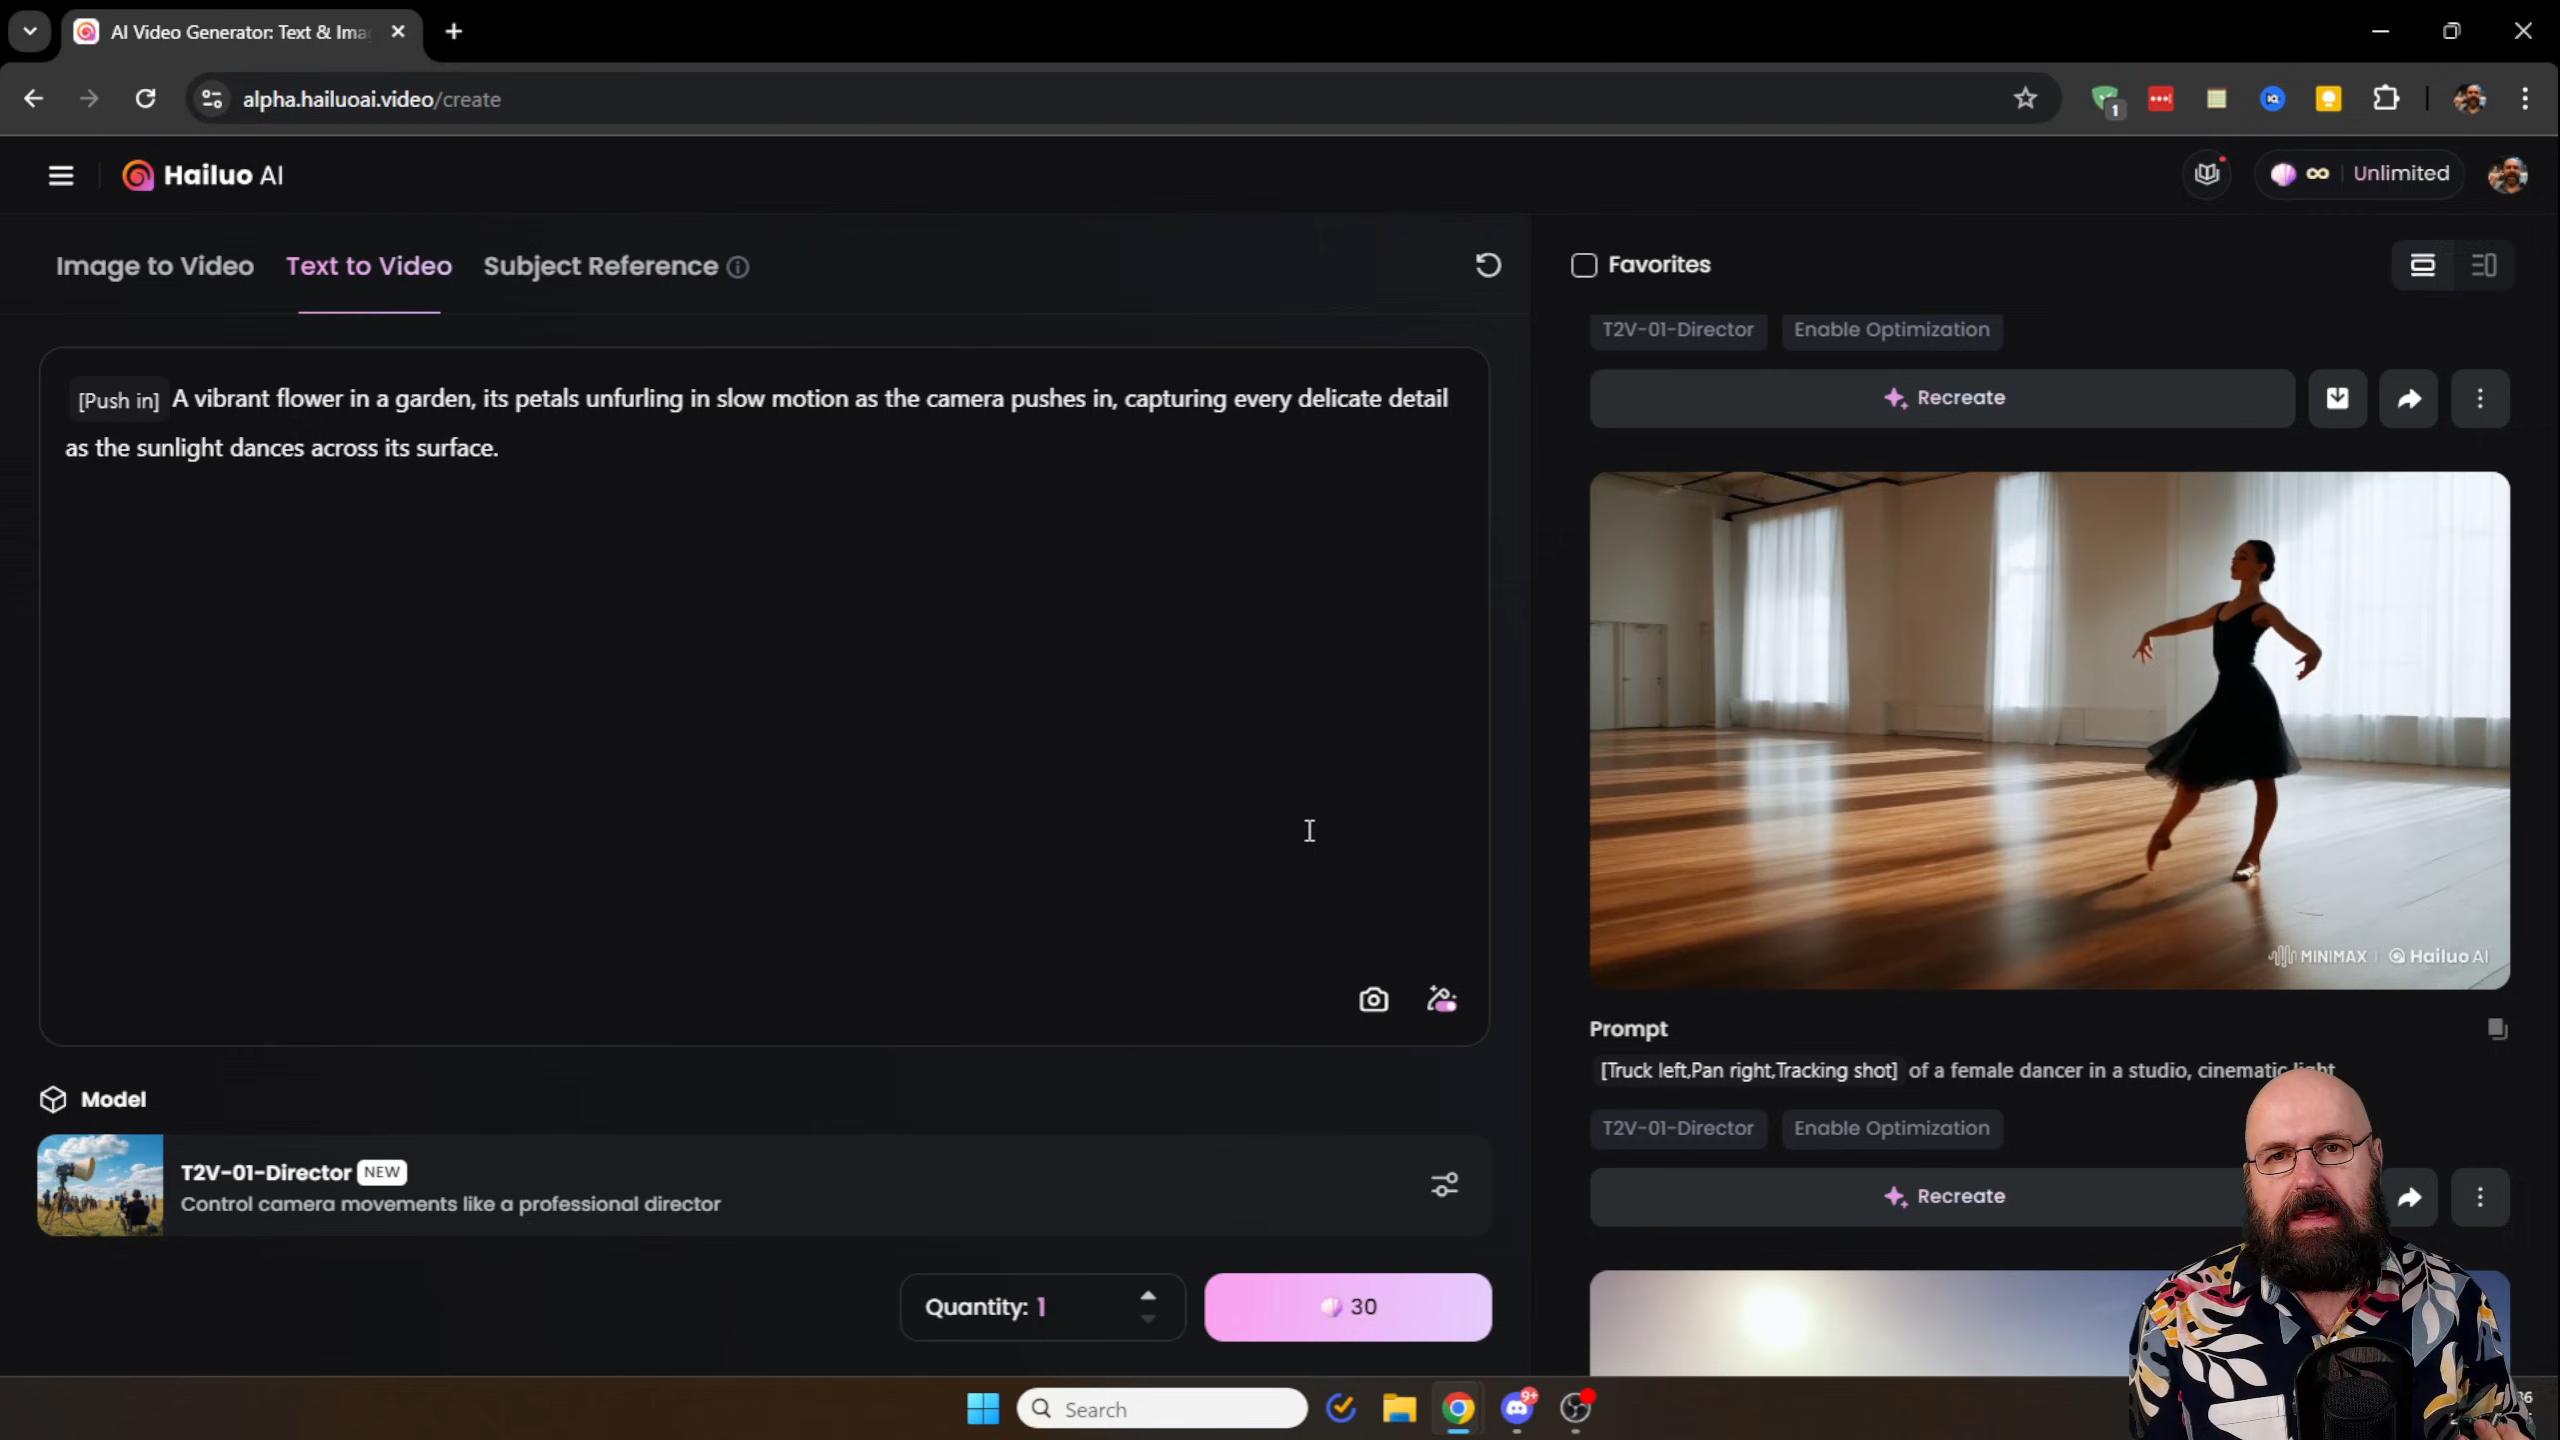 AI Video Generator: Text & Ima
alpha.hailuoai.video/create
1
Hailuo AI
Unlimited
Image to Video
Text to Video
Subject Reference
Favorites
T2V-01-Director
Enable Optimization
[Push in] A vibrant flower in a garden, its petals unfurling in slow motion as the camera pushes in, capturing every delicate detail
as the sunlight dances across its surface.
Recreate
MINIMAX | Hailuo AI
Prompt
[Truck left,Pan right,Tracking shot] of a female dancer in a studio, cinematic light
T2V-01-Director
Enable Optimization
Recreate
Model
T2V-01-Director NEW
Control camera movements like a professional director
Quantity: 1
30
Search
9+